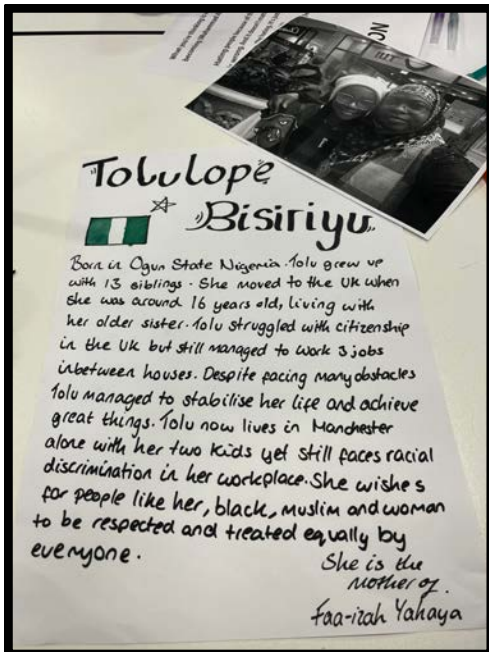 Tolulope
Bisiriyu
Born in Ogun State Nigeria. Tolu grew up
with 13 siblings. She moved to the UK when
she was around 16 years old, living with
her older sister. Tolu struggled with citizenship
in the UK but still managed to work 3 jobs
inbetween houses. Despite facing many obstacles
Tolu managed to stabilise her life and achieve
great things. Tolu now lives in Manchester
alone with her two kids yet still faces racial
discrimination in her workplace. She wishes
for people like her, black, muslim and woman
to be respected and treated equally by
everyone.
She is the
Mother of.
Faa-izah Yahaya